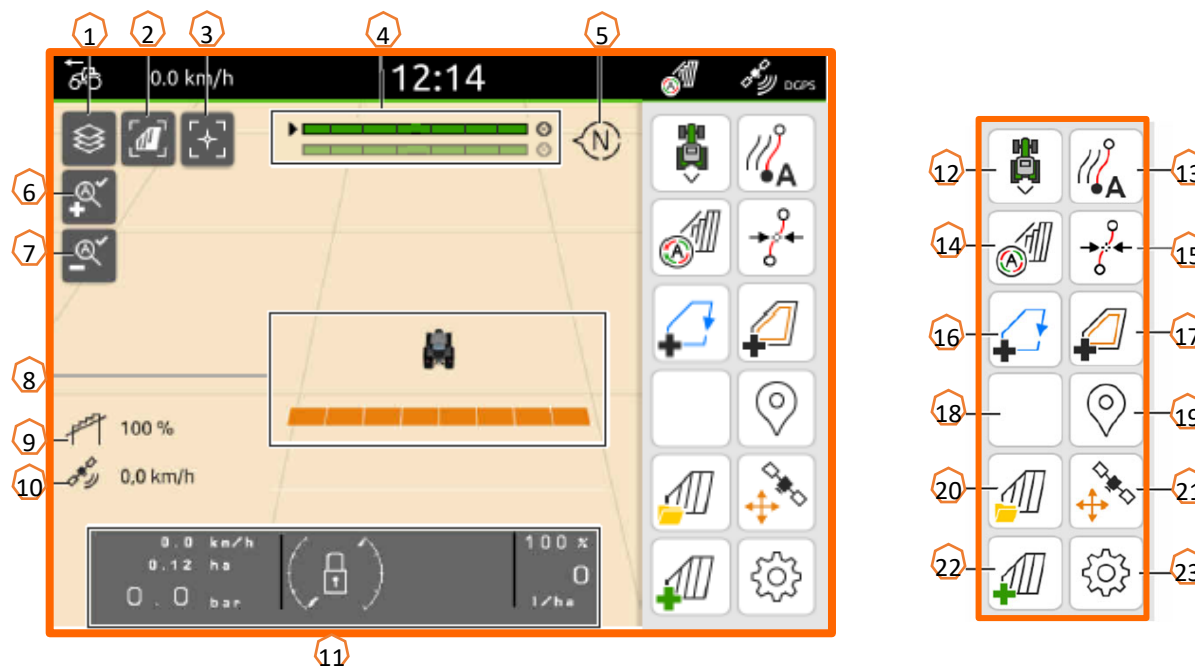 1 2 3 4 5
0.0 km/h 12:14 DGPS
N
A
A
6 A
7 A
8
9 100 %
10 0,0 km/h
0.0 km/h 100 %
0.12 ha 0
0.0 bar l/ha
11
12 13
A
14 A 15
16 17
18 19
20 21
22 23